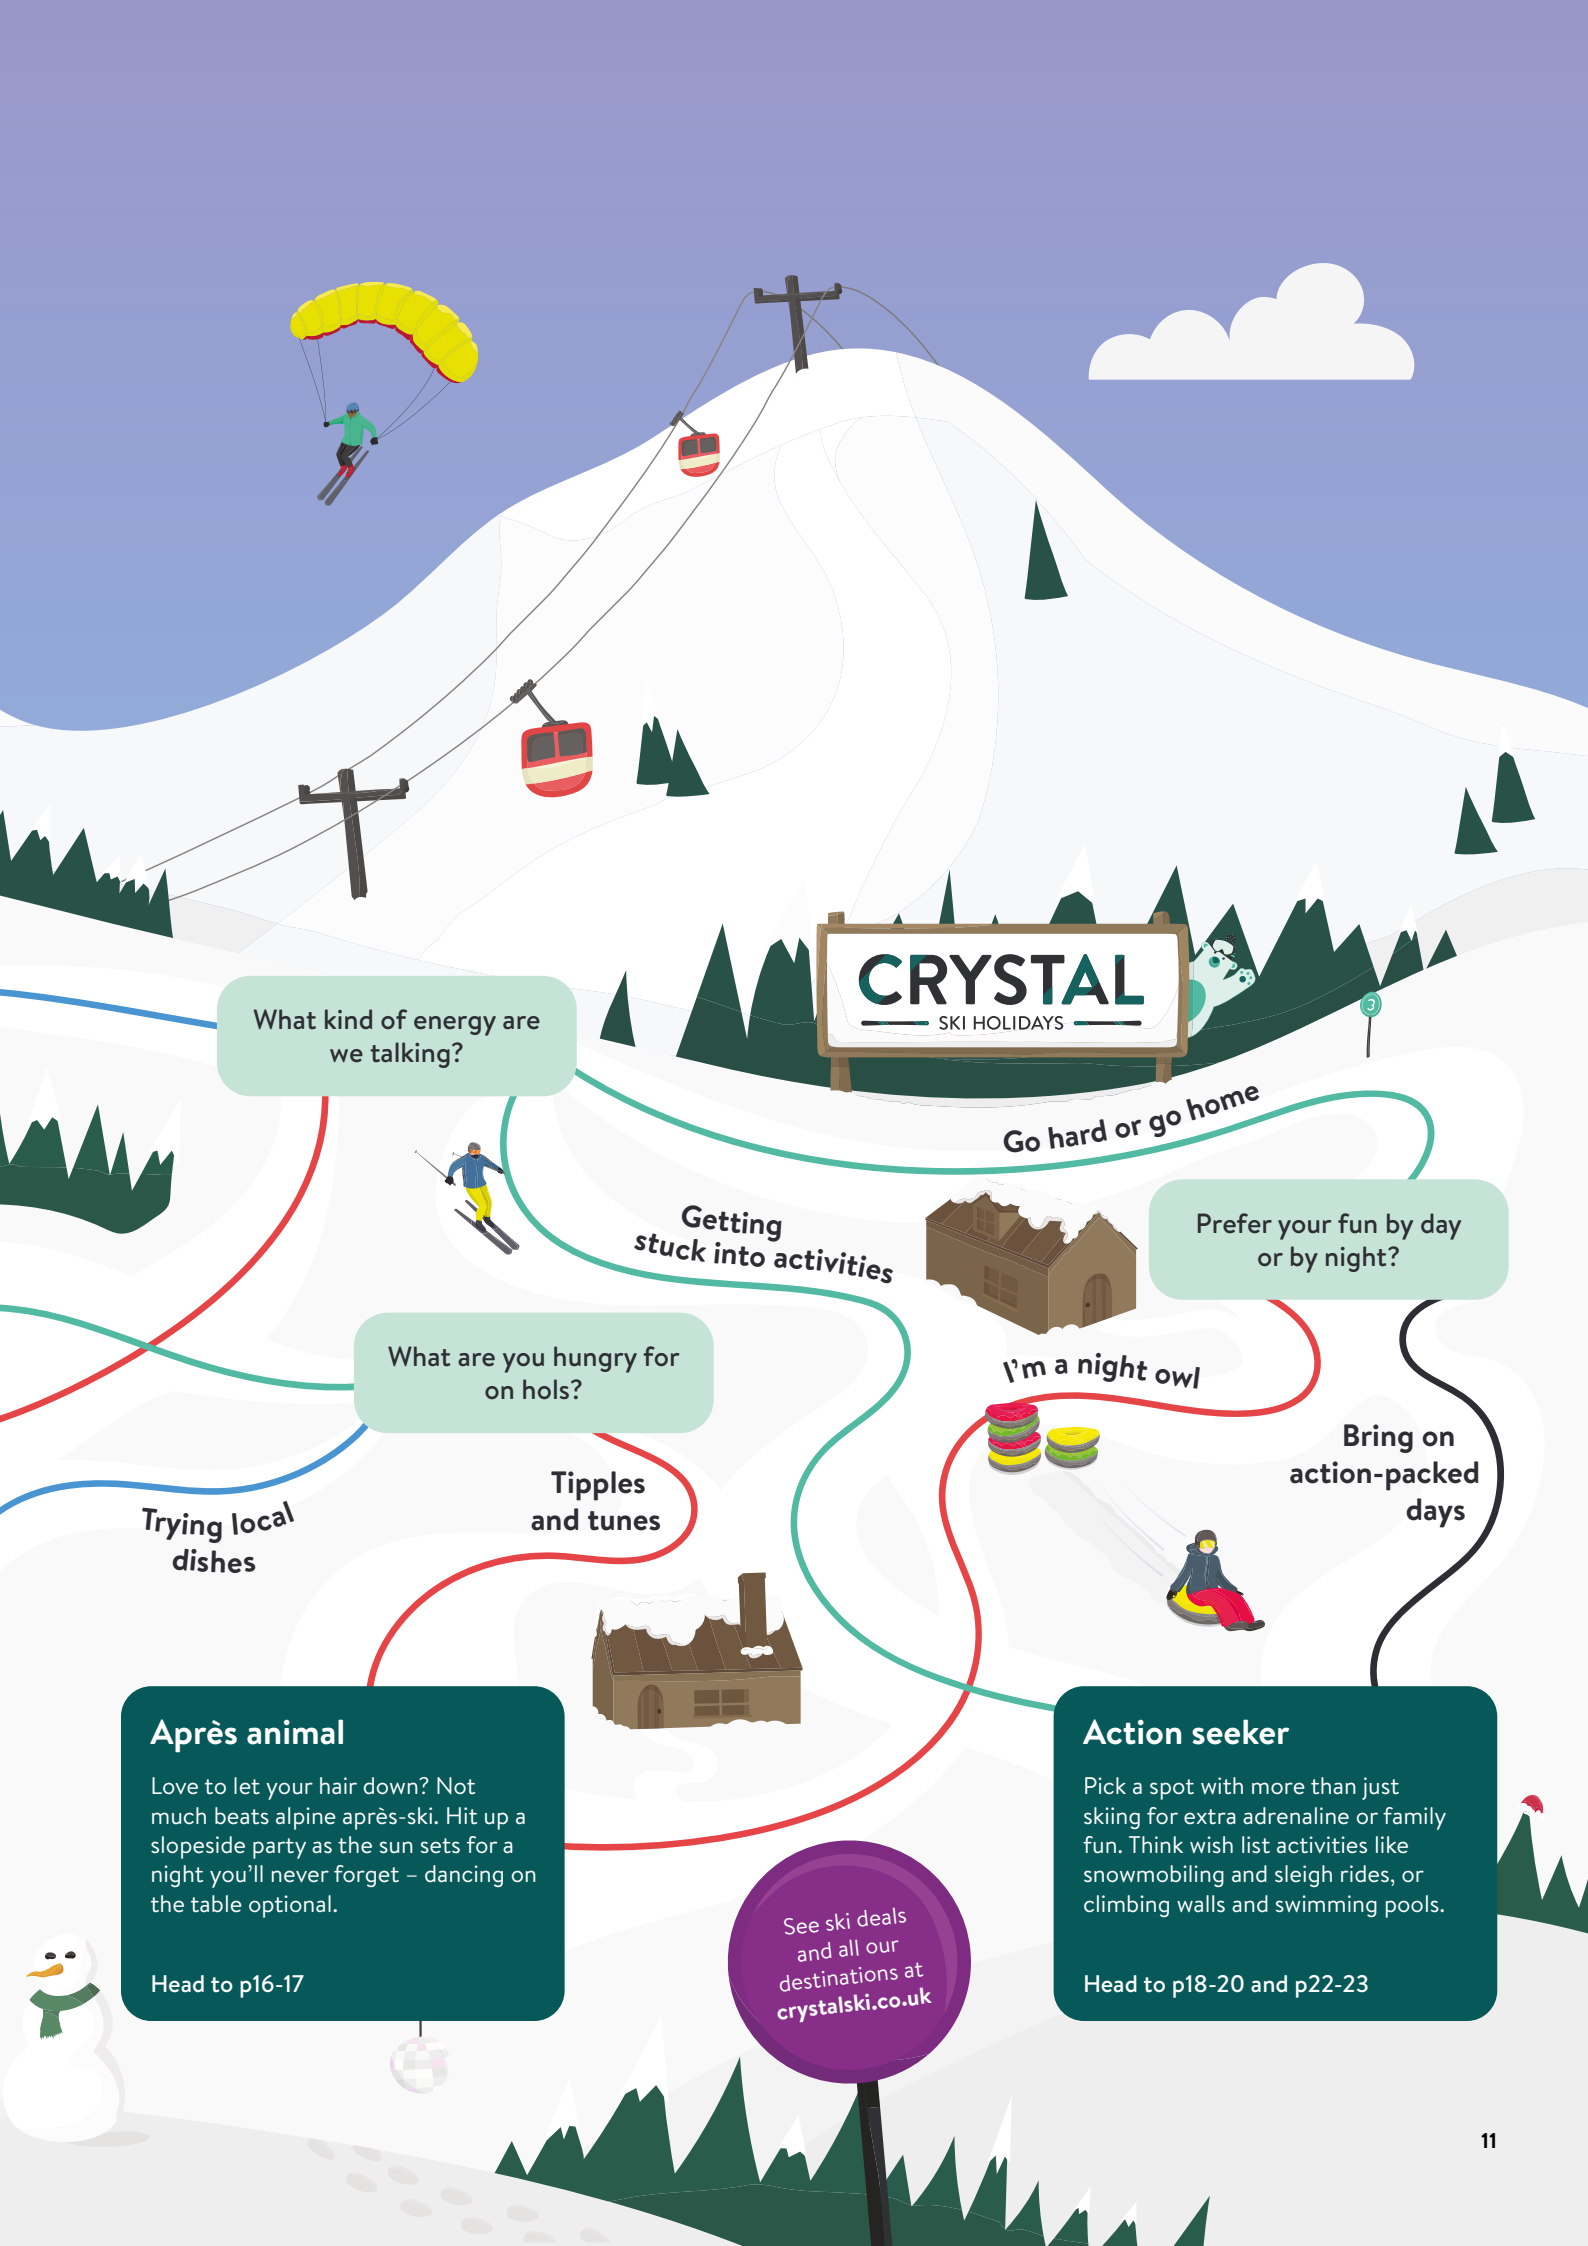 CRYSTAL
SKI HOLIDAYS
3
What kind of energy are
we talking?
Go hard or go home
Getting
stuck into activities
Prefer your fun by day
or by night?
What are you hungry for
on hols?
I'm a night owl
Bring on
action-packed
days
Tipples
and tunes
Trying local
dishes
Après animal
Love to let your hair down? Not
much beats alpine après-ski. Hit up a
slopeside party as the sun sets for a
night you'll never forget – dancing on
the table optional.
Head to p16-17
Action seeker
Pick a spot with more than just
skiing for extra adrenaline or family
fun. Think wish list activities like
snowmobiling and sleigh rides, or
climbing walls and swimming pools.
Head to p18-20 and p22-23
See ski deals
and all our
destinations at
crystalski.co.uk
11